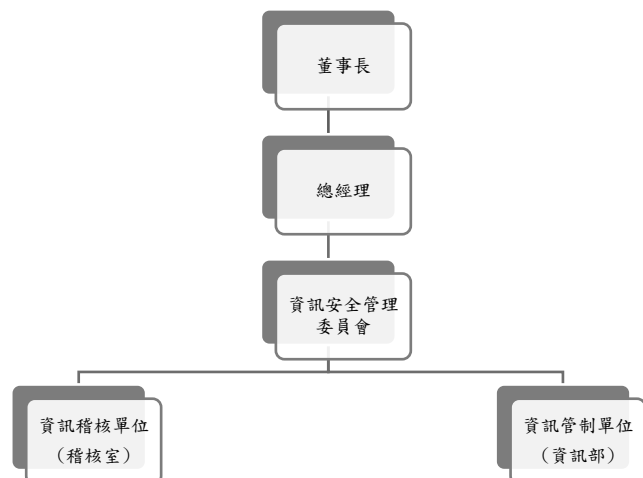 董事長
總經理
資訊安全管理
委員會
資訊稽核單位
（稽核室）
資訊管制單位
（資訊部）